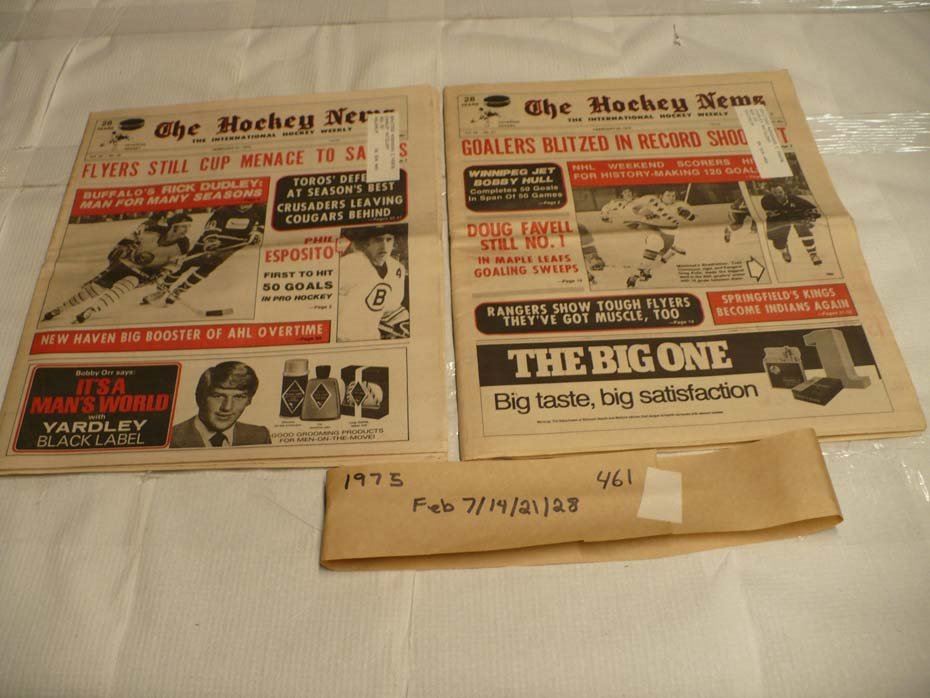 28
YEARS
The Hockey News
THE INTERNATIONAL HOCKEY WEEKLY
FLYERS STILL CUP MENACE TO SA S
BUFFALO'S RICK DUDLEY:
MAN FOR MANY SEASONS
TOROS' DEFE
AT SEASON'S BEST
CRUSADERS LEAVING
COUGARS BEHIND
PHIL
ESPOSITO
FIRST TO HIT
50 GOALS
IN PRO HOCKEY
B
4
NEW HAVEN BIG BOOSTER OF AHL OVERTIME
Bobby Orr says:
IT'S A
MAN'S WORLD
with
YARDLEY
BLACK LABEL
GOOD GROOMING PRODUCTS
FOR MEN-ON-THE-MOVE!
28
YEARS
The Hockey News
THE INTERNATIONAL HOCKEY WEEKLY
GOALERS BLITZED IN RECORD SHOO T
WINNIPEG JET
BOBBY HULL
Completes 50 Goals
In Span Of 50 Games
NHL WEEKEND SCORERS HI
FOR HISTORY-MAKING 120 GOAL
DOUG FAVELL
STILL NO. 1
IN MAPLE LEAFS
GOALING SWEEPS
RANGERS SHOW TOUGH FLYERS
THEY'VE GOT MUSCLE, TOO
SPRINGFIELD'S KINGS
BECOME INDIANS AGAIN
THE BIG ONE
Big taste, big satisfaction
1
1975 461
Feb 7/14/21/28